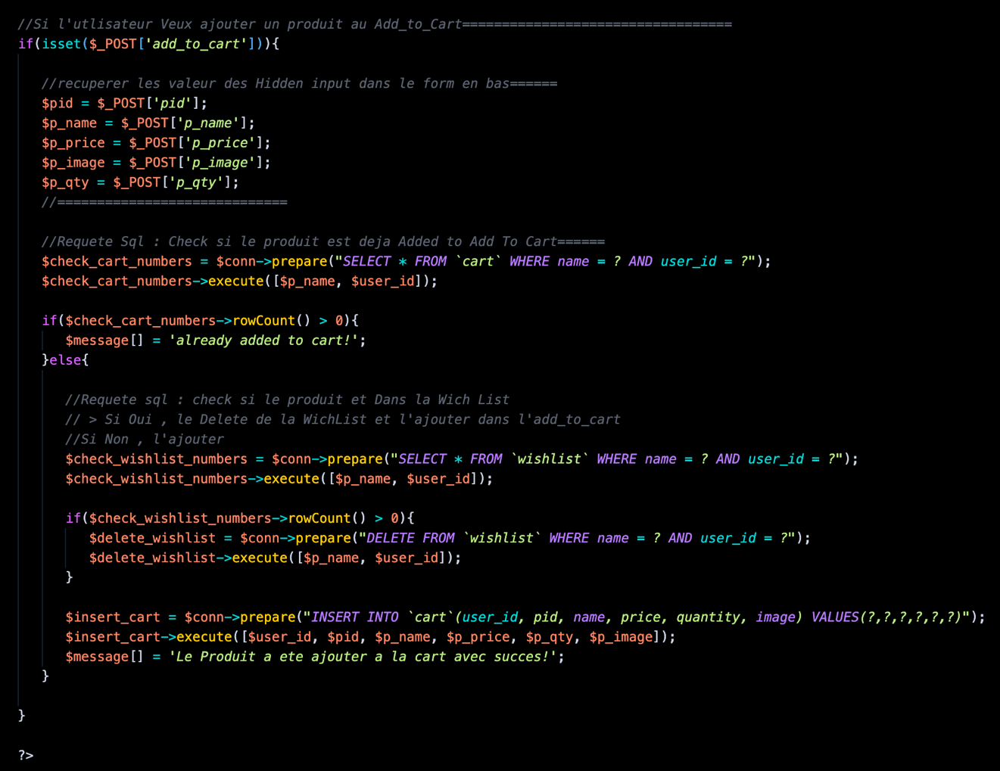 //Si l'utlisateur Veux ajouter un produit au Add_to_Cart==================================
if(isset($_POST['add_to_cart'])){
//recuperer les valeur des Hidden input dans le form en bas======
$pid = $_POST['pid'];
$p_name = $_POST['p_name'];
$p_price = $_POST['p_price'];
$p_image = $_POST['p_image'];
$p_qty = $_POST['p_qty'];
//=============================
//Requete Sql : Check si le produit est deja Added to Add To Cart======
$check_cart_numbers = $conn->prepare("SELECT * FROM `cart` WHERE name = ? AND user_id = ?");
$check_cart_numbers->execute([$p_name, $user_id]);
if($check_cart_numbers->rowCount() > 0){
$message[] = 'already added to cart!';
}else{
//Requete sql : check si le produit et Dans la Wich List
// > Si Oui , le Delete de la WichList et l'ajouter dans l'add_to_cart
//Si Non , l'ajouter
$check_wishlist_numbers = $conn->prepare("SELECT * FROM `wishlist` WHERE name = ? AND user_id = ?");
$check_wishlist_numbers->execute([$p_name, $user_id]);
if($check_wishlist_numbers->rowCount() > 0){
$delete_wishlist = $conn->prepare("DELETE FROM `wishlist` WHERE name = ? AND user_id = ?");
$delete_wishlist->execute([$p_name, $user_id]);
}
$insert_cart = $conn->prepare("INSERT INTO `cart`(user_id, pid, name, price, quantity, image) VALUES(?,?,?,?,?,?)");
$insert_cart->execute([$user_id, $pid, $p_name, $p_price, $p_qty, $p_image]);
$message[] = 'Le Produit a ete ajouter a la cart avec succes!';
}
}
?>